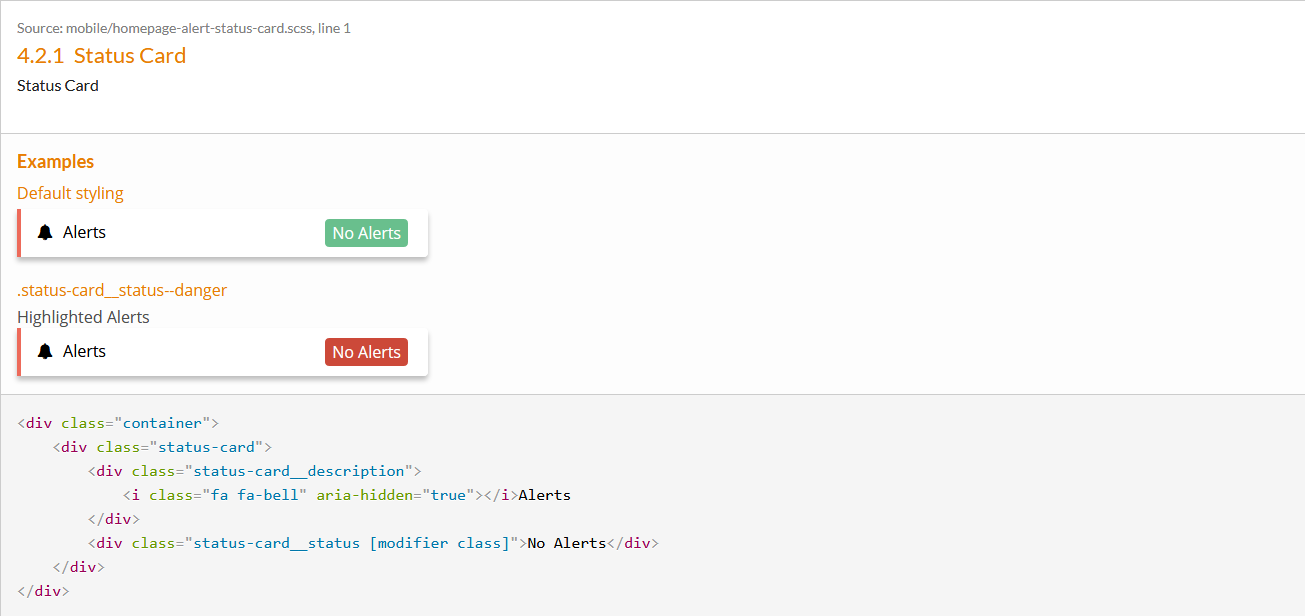 Source: mobile/homepage-alert-status-card.scss, line 1
4.2.1 Status Card
Status Card
Examples
Default styling
Alerts No Alerts
.status-card__status--danger
Highlighted Alerts
Alerts No Alerts
<div class="container">
    <div class="status-card">
        <div class="status-card__description">
            <i class="fa fa-bell" aria-hidden="true"></i>Alerts
        </div>
        <div class="status-card__status [modifier class]">No Alerts</div>
    </div>
</div>